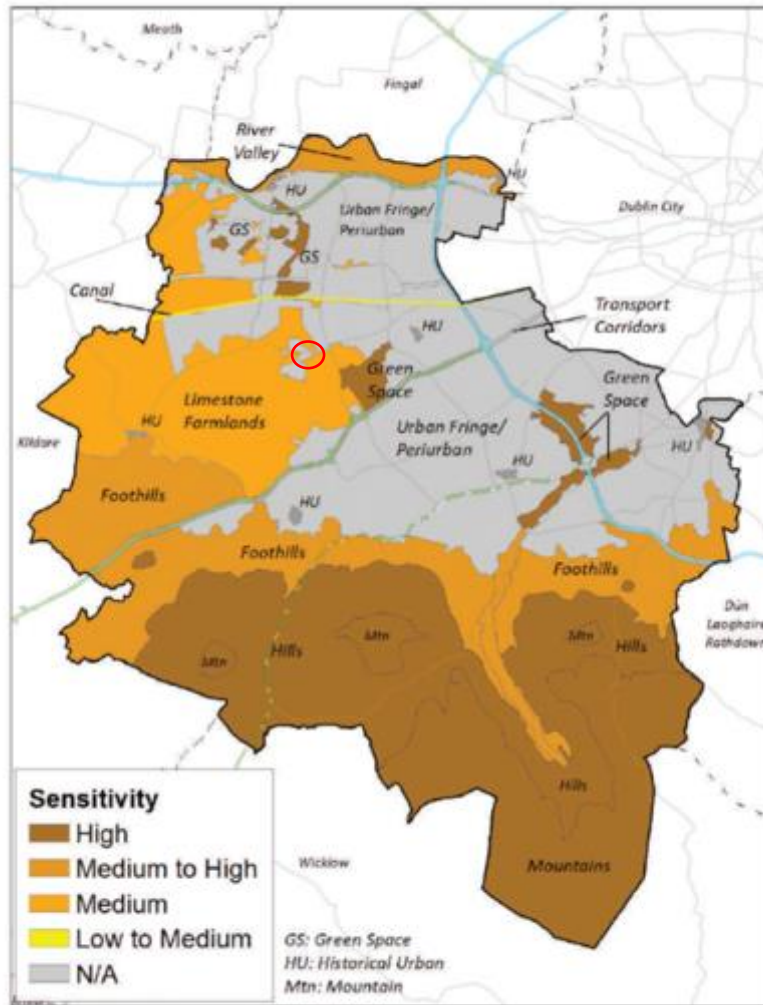 Meath
Fingal
River
Valley
HU
HU
Urban Fringe/
Periurban
Dublin City
GS
GS
Canal
Transport
Corridors
HU
Green
Space
Green
Space
Limestone
Farmlands
Kildare
HU
Urban Fringe/
Periurban
HU
HU
Foothills
HU
Foothills
Foothills
Dún
Laoghaire
Rathdown
Mtn
Mtn
Hills
Mtn
Hills
Hills
Mountains
Wicklow
Sensitivity
High
Medium to High
Medium
Low to Medium
N/A
GS: Green Space
HU: Historical Urban
Mtn: Mountain